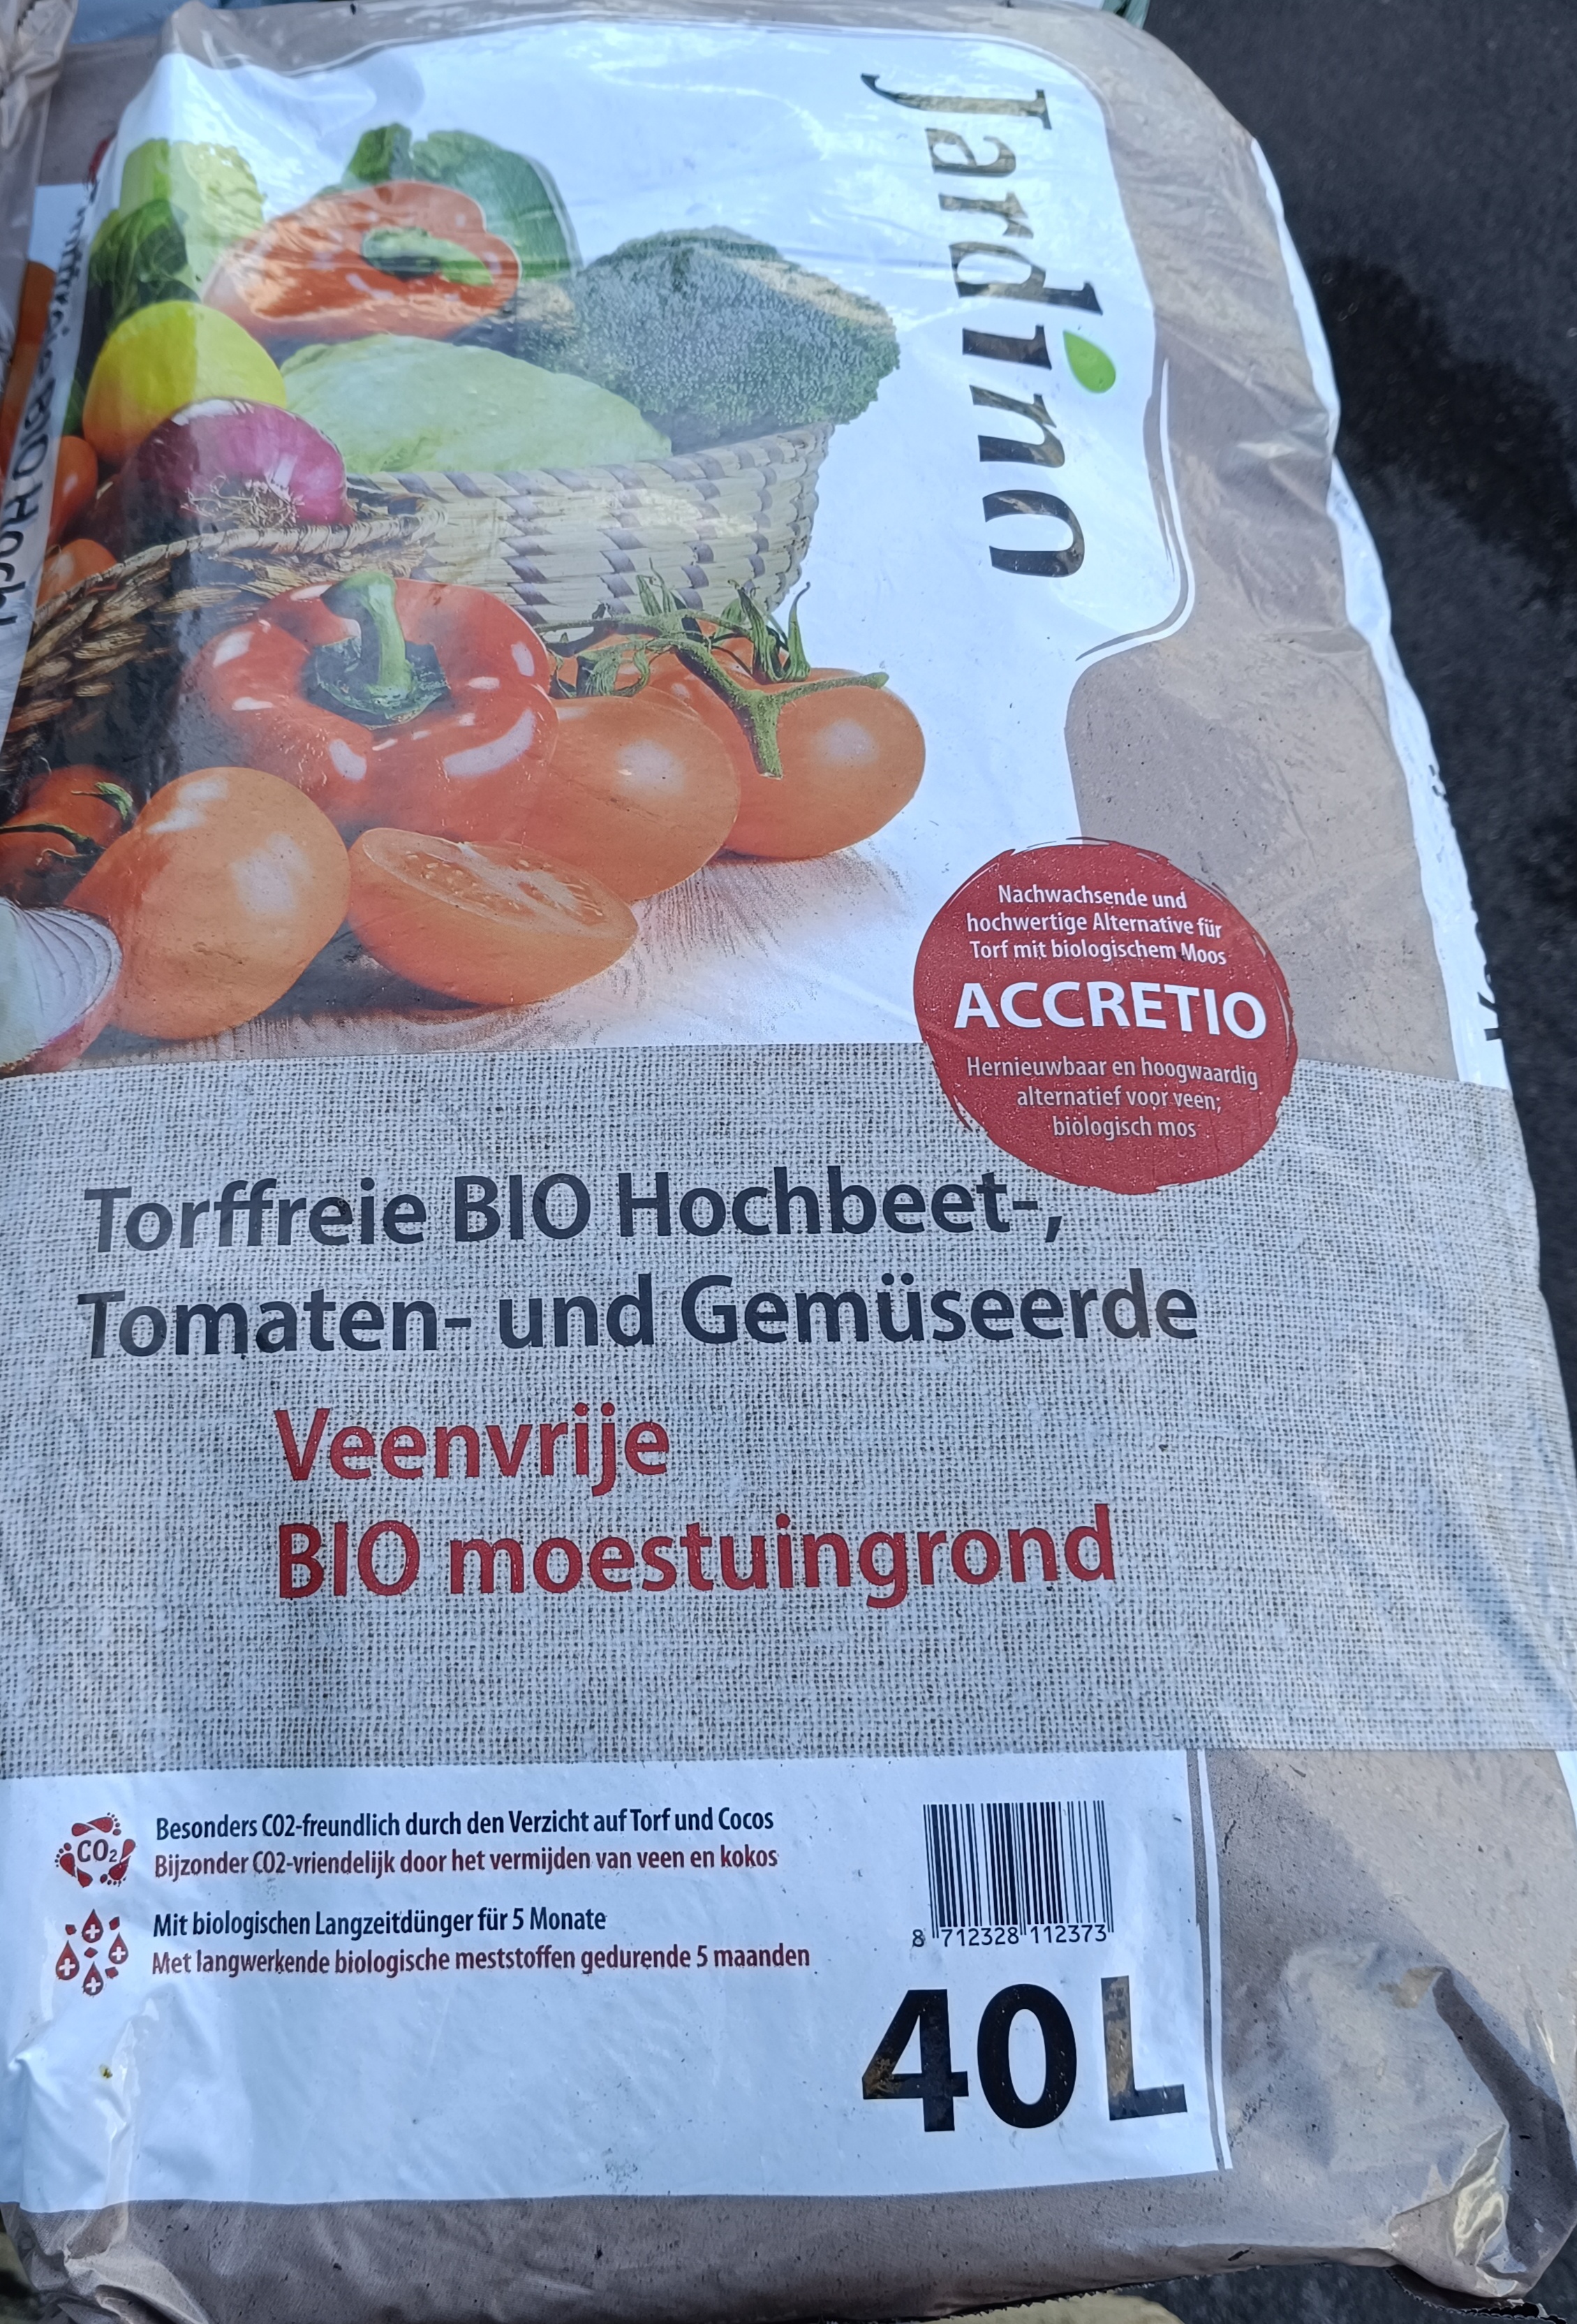 Jardino
Nachwachsende und
hochwertige Alternative für
Torf mit biologischem Moos
ACCRETIO
Hernieuwbaar en hoogwaardig
alternatief voor veen;
biologisch mos
Torffreie BIO Hochbeet-,
Tomaten- und Gemüseerde
Veenvrije
BIO moestuingrond
CO2
Besonders CO2-freundlich durch den Verzicht auf Torf und Cocos
Bijzonder CO2-vriendelijk door het vermijden van veen en kokos
Mit biologischen Langzeitdünger für 5 Monate
Met langwerkende biologische meststoffen gedurende 5 maanden
8 712328 112373
40L